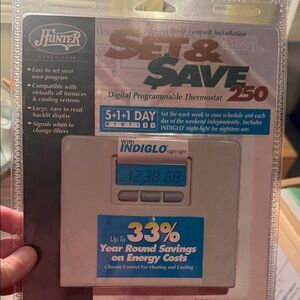 HUNTER
Do-It-Yourself Installation
SET &
SAVE
250
Digital Programmable Thermostat
• Easy to set your
own program
• Compatible with
virtually all furnaces
& cooling systems
• Large, easy to read,
backlit display
• Signals when to
change filters
5+1+1 DAY
M T W T F S S
Set the work week to your schedule and each
day of the weekend independently. Includes
INDIGLO® night-light for nighttime use.
With
INDIGLO night-light
Up To 33%
Year Round Savings
on Energy Costs
Climate Control For Heating and Cooling